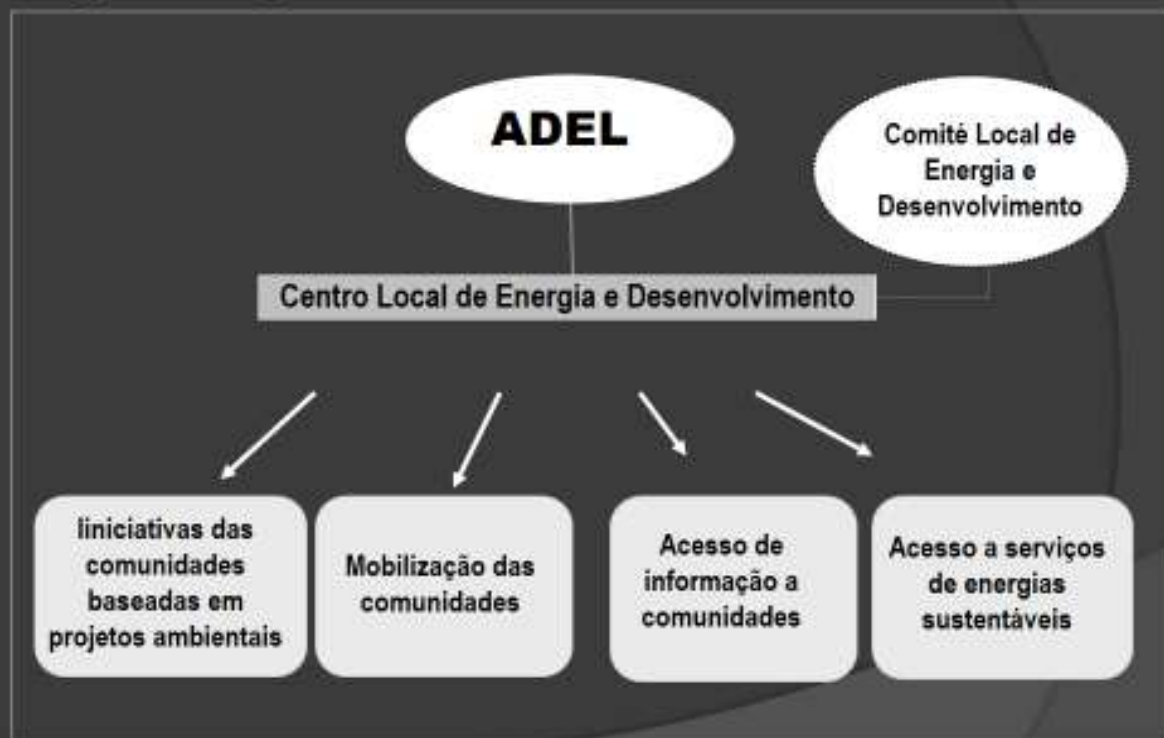 ADEL
Comité Local de
Energia e
Desenvolvimento
Centro Local de Energia e Desenvolvimento
Iiniciativas das
comunidades
baseadas em
projetos ambientais
Mobilização das
comunidades
Acesso de
informação a
comunidades
Acesso a serviços
de energias
sustentáveis